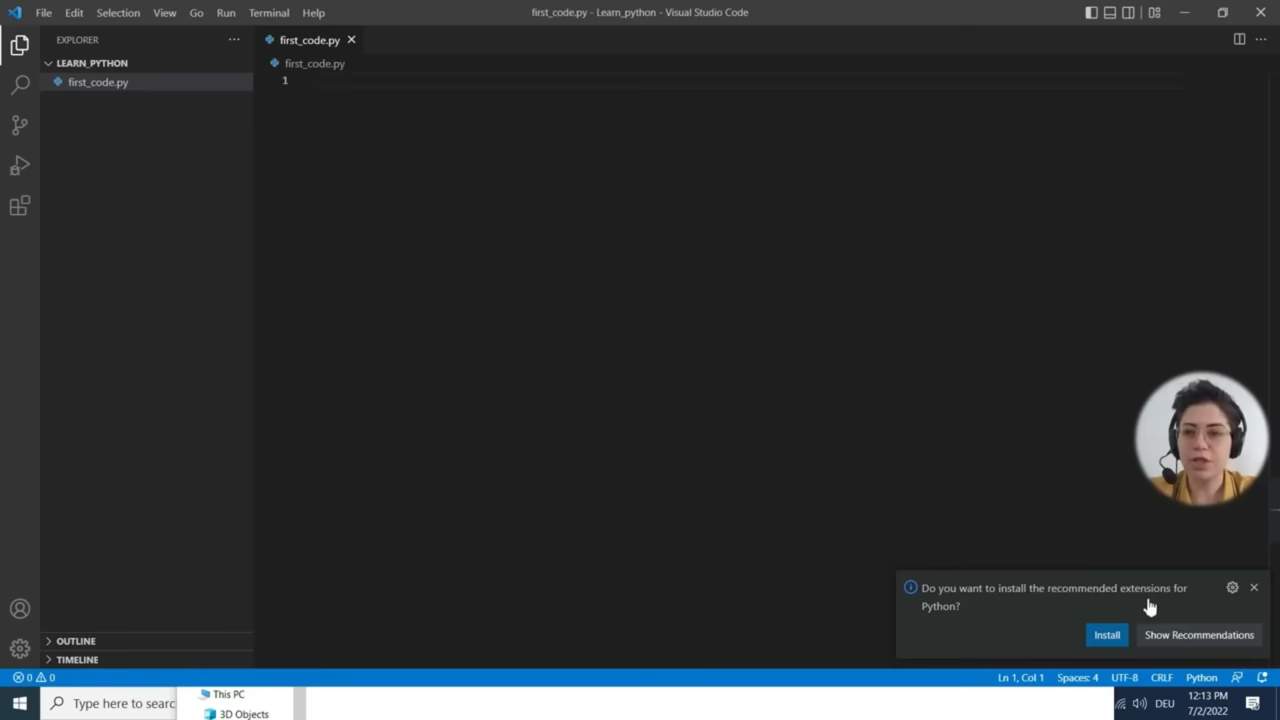 File Edit Selection View Go Run Terminal Help
first_code.py - Learn_python - Visual Studio Code
EXPLORER
LEARN_PYTHON
first_code.py
first_code.py
first_code.py
1
Do you want to install the recommended extensions for
Python?
Install
Show Recommendations
OUTLINE
TIMELINE
0 0
Ln 1, Col 1 Spaces: 4 UTF-8 CRLF Python
This PC
3D Objects
Type here to searc
DEU
12:13 PM
7/2/2022